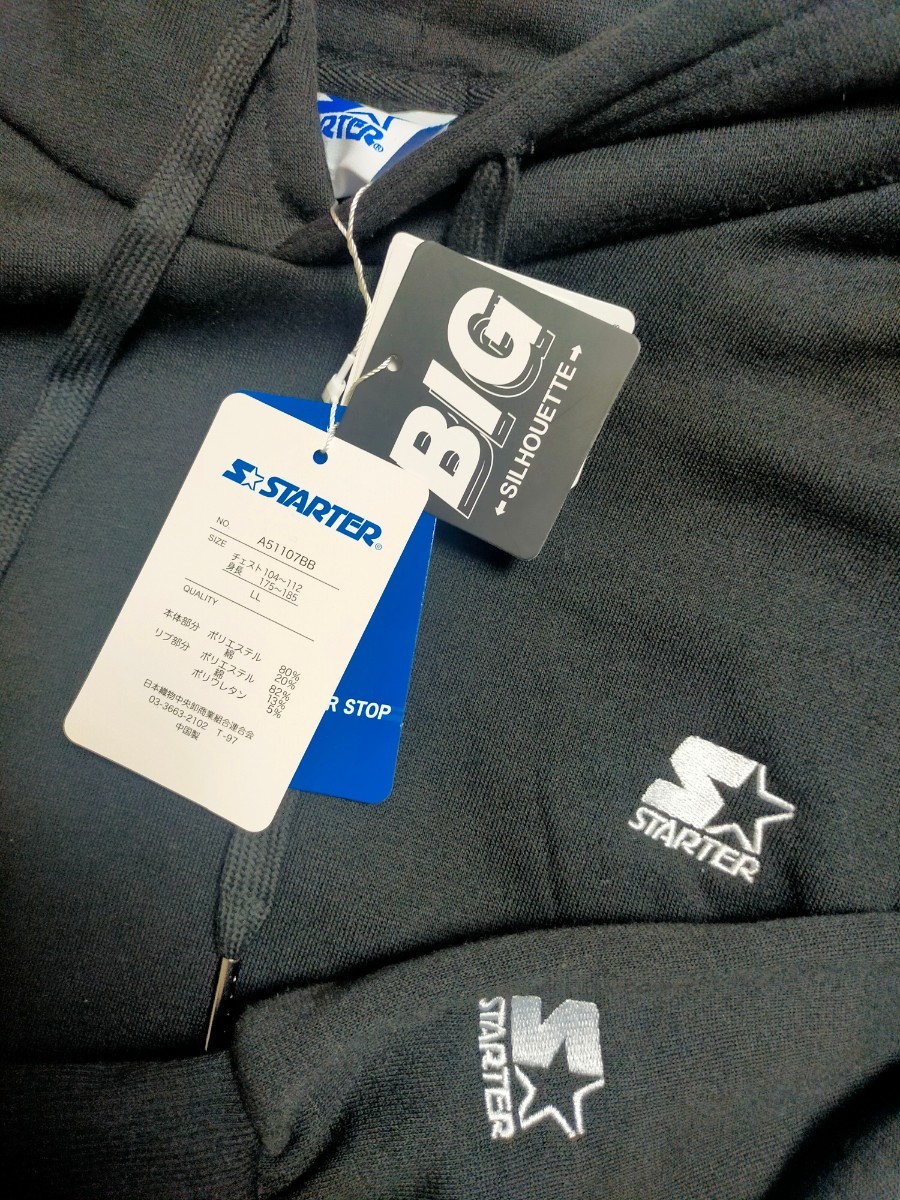 RTER®
BIG
←SILHOUETTE→
S☆STARTER®
NO. A51107BB
SIZE チェスト104~112
身長 175~185
LL
QUALITY
本体部分 ポリエステル 80%
綿 20%
リブ部分 ポリエステル 82%
綿 13%
ポリウレタン 5%
日本織物中央卸商業組合連合会
03-3663-2102 T-97
中国製
R STOP
STARTER
STARTER